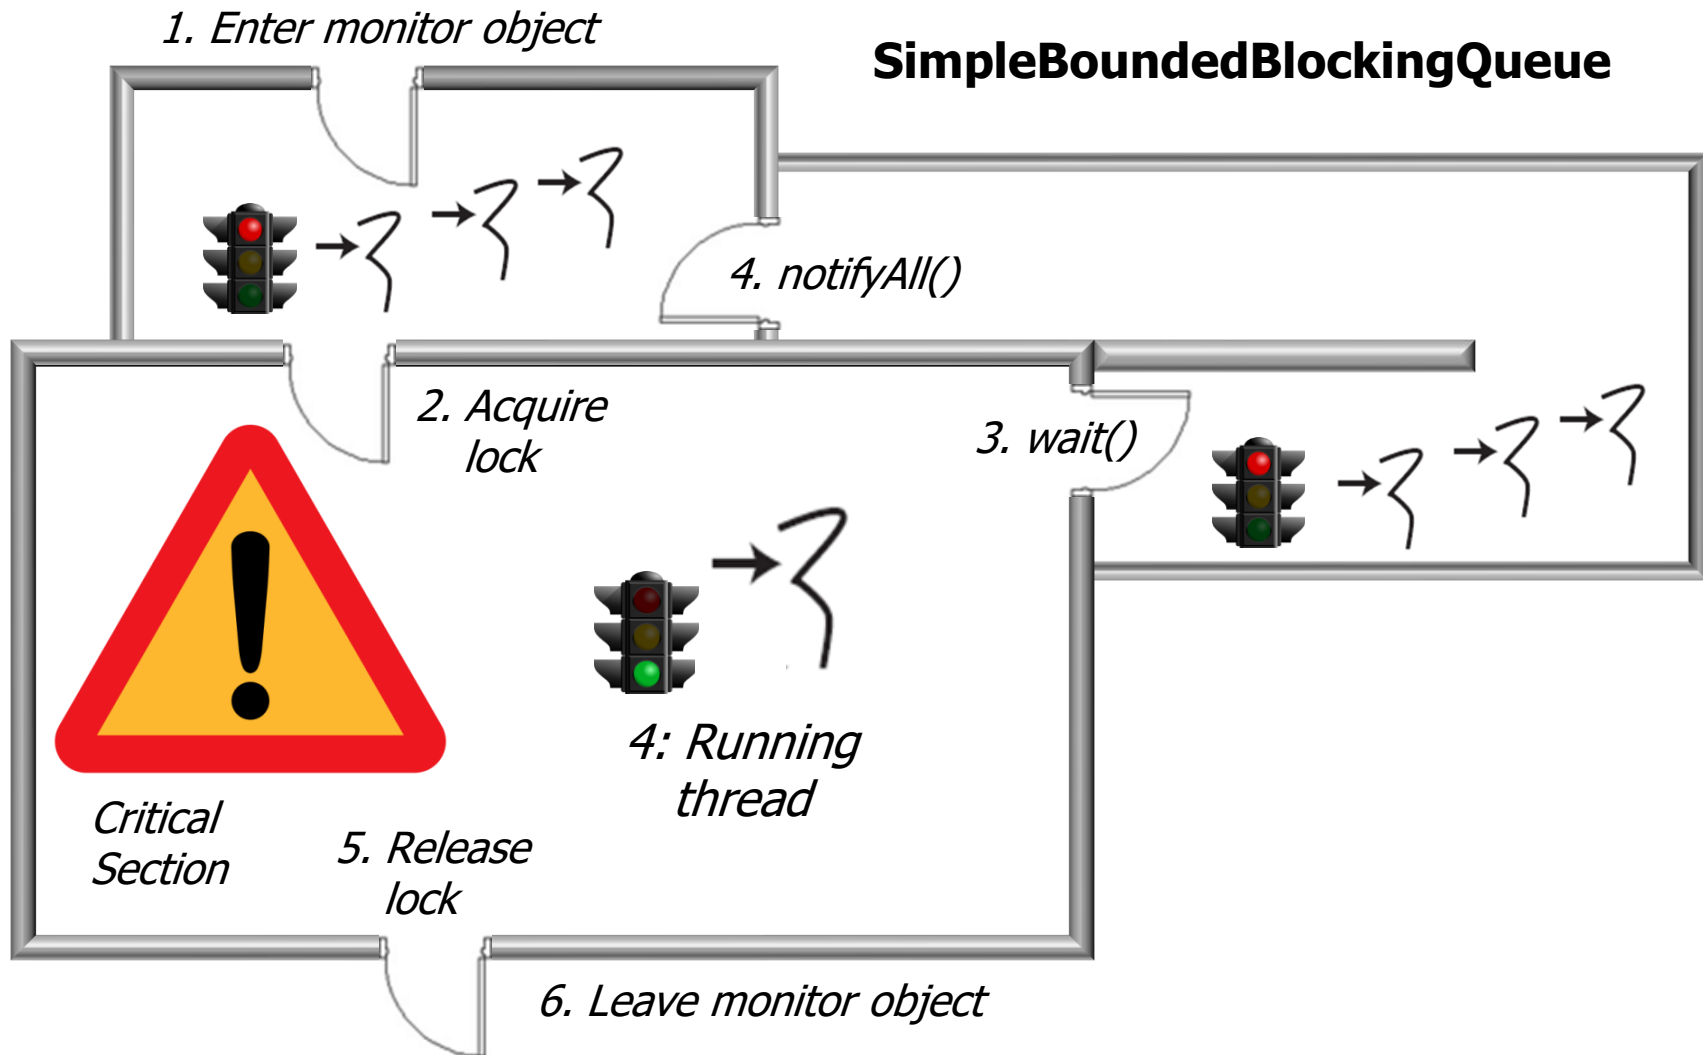 1. Enter monitor object
SimpleBoundedBlockingQueue
4. notifyAll()
2. Acquire
lock
3. wait()
4: Running
thread
Critical
Section
5. Release
lock
6. Leave monitor object